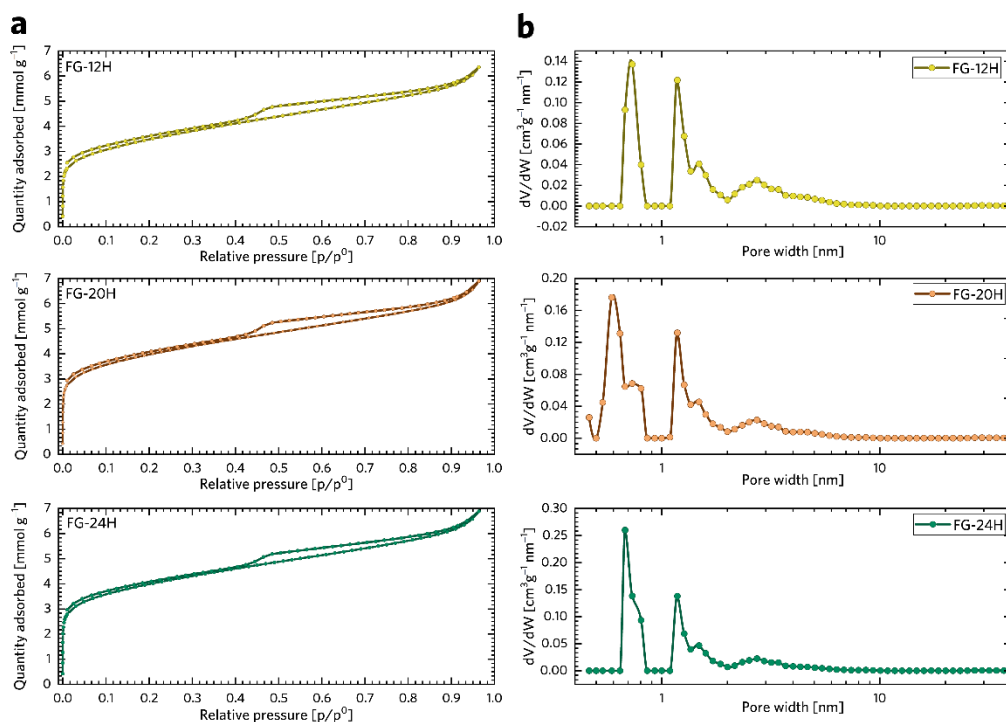 a
FG-12H
Quantity adsorbed [mmol g⁻¹]
7
6
5
4
3
2
1
0
0.0 0.1 0.2 0.3 0.4 0.5 0.6 0.7 0.8 0.9 1.0
Relative pressure [p/p⁰]
FG-20H
Quantity adsorbed [mmol g⁻¹]
7
6
5
4
3
2
1
0
0.0 0.1 0.2 0.3 0.4 0.5 0.6 0.7 0.8 0.9 1.0
Relative pressure [p/p⁰]
FG-24H
Quantity adsorbed [mmol g⁻¹]
7
6
5
4
3
2
1
0
0.0 0.1 0.2 0.3 0.4 0.5 0.6 0.7 0.8 0.9 1.0
Relative pressure [p/p⁰]
b
FG-12H
dV/dW [cm³g⁻¹ nm⁻¹]
0.14
0.12
0.10
0.08
0.06
0.04
0.02
0.00
-0.02
1 10
Pore width [nm]
FG-20H
dV/dW [cm³g⁻¹ nm⁻¹]
0.20
0.16
0.12
0.08
0.04
0.00
1 10
Pore width [nm]
FG-24H
dV/dW [cm³g⁻¹ nm⁻¹]
0.30
0.25
0.20
0.15
0.10
0.05
0.00
1 10
Pore width [nm]